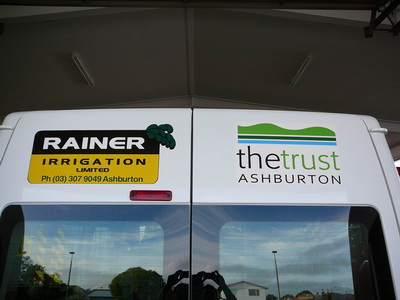 RAINER
IRRIGATION
LIMITED
Ph (03) 307 9049 Ashburton
thetrust
ASHBURTON